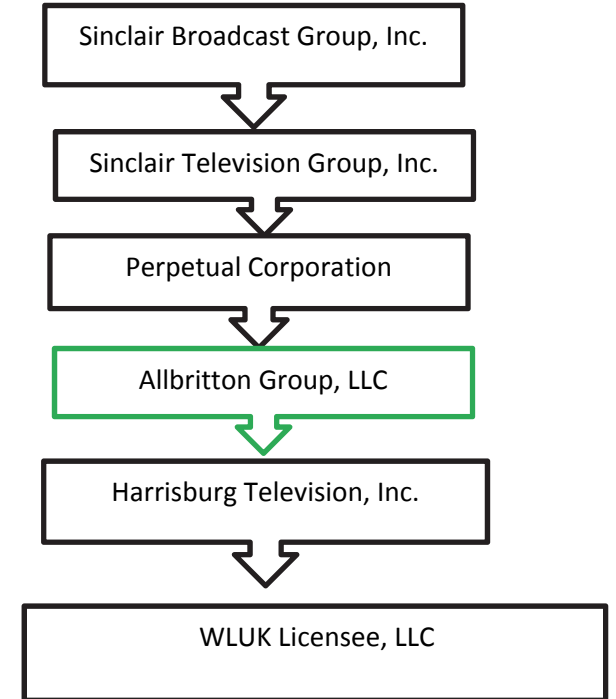 Sinclair Broadcast Group, Inc.
Sinclair Television Group, Inc.
Perpetual Corporation
Allbritton Group, LLC
Harrisburg Television, Inc.
WLUK Licensee, LLC